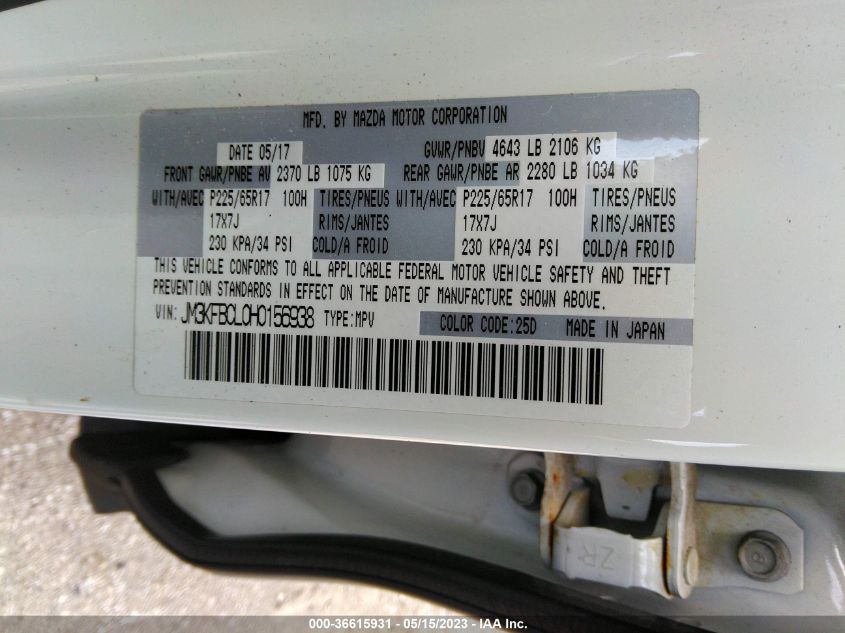 MFD. BY MAZDA MOTOR CORPORATION
DATE 05/17 GVWR/PNBV 4643 LB 2106 KG
FRONT GAWR/PNBE AV 2370 LB 1075 KG REAR GAWR/PNBE AR 2280 LB 1034 KG
WITH/AVEC P225/65R17 100H TIRES/PNEUS WITH/AVEC P225/65R17 100H TIRES/PNEUS
17X7J RIMS/JANTES 17X7J RIMS/JANTES
230 KPA/34 PSI COLD/A FROID 230 KPA/34 PSI COLD/A FROID
THIS VEHICLE CONFORMS TO ALL APPLICABLE FEDERAL MOTOR VEHICLE SAFETY AND THEFT
PREVENTION STANDARDS IN EFFECT ON THE DATE OF MANUFACTURE SHOWN ABOVE.
VIN: JM3KFBCL0H0156938 TYPE:MPV COLOR CODE:25D MADE IN JAPAN
ZR
000-36615931 - 05/15/2023 - IAA Inc.